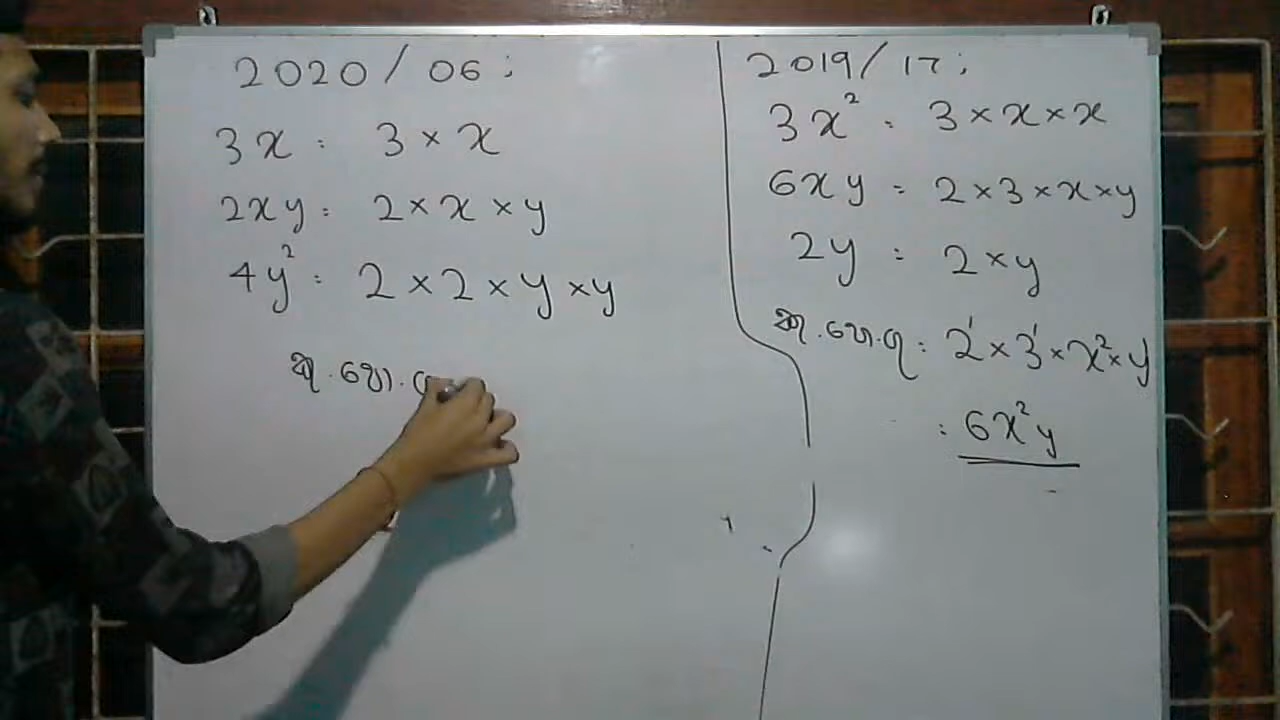 2020/06 ;
3x = 3 × x
2xy = 2 × x × y
4y² = 2 × 2 × y × y
කු.පො.ගු
2019/17 ;
3x² = 3 × x × x
6xy = 2 × 3 × x × y
2y = 2 × y
කු.පො.ගු = 2¹ × 3¹ × x² × y
= 6x²y